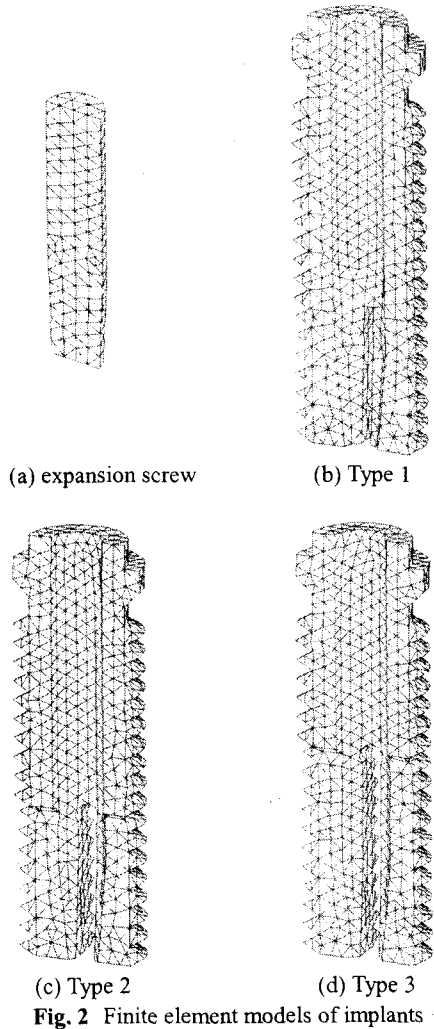 (a) expansion screw
(b) Type 1
(c) Type 2
(d) Type 3
Fig. 2 Finite element models of implants